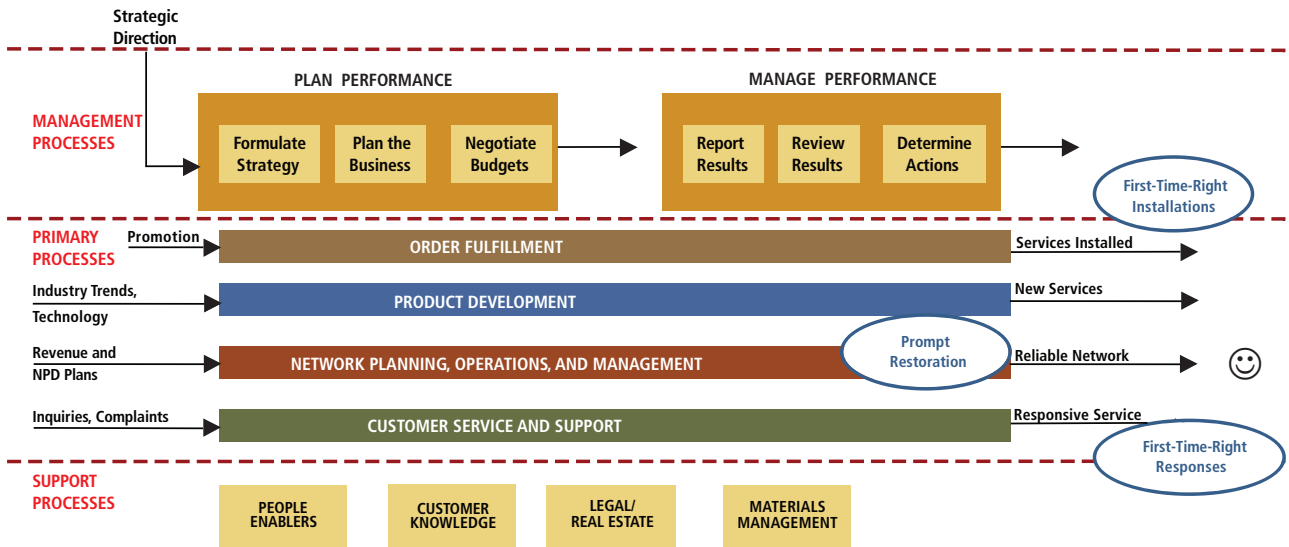 Strategic
Direction
PLAN PERFORMANCE
MANAGE PERFORMANCE
MANAGEMENT
PROCESSES
Formulate
Strategy
Plan the
Business
Negotiate
Budgets
Report
Results
Review
Results
Determine
Actions
First-Time-Right
Installations
PRIMARY
PROCESSES
Promotion
ORDER FULFILLMENT
Services Installed
Industry Trends,
Technology
PRODUCT DEVELOPMENT
New Services
Revenue and
NPD Plans
NETWORK PLANNING, OPERATIONS, AND MANAGEMENT
Prompt
Restoration
Reliable Network
Inquiries, Complaints
CUSTOMER SERVICE AND SUPPORT
Responsive Service
First-Time-Right
Responses
SUPPORT
PROCESSES
PEOPLE
ENABLERS
CUSTOMER
KNOWLEDGE
LEGAL/
REAL ESTATE
MATERIALS
MANAGEMENT